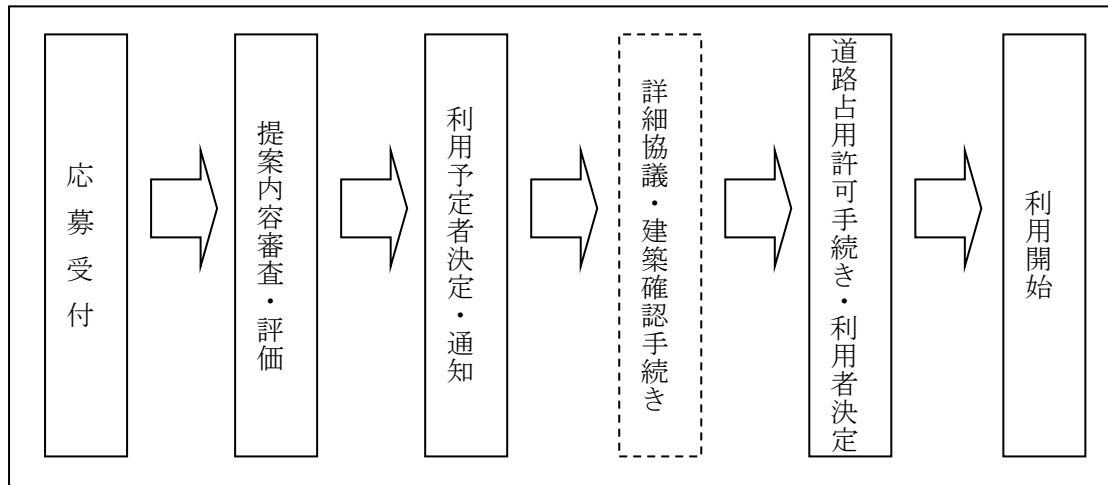 応募受付
提案内容審査・評価
利用予定者決定・通知
詳細協議・建築確認手続き
道路占用許可手続き・利用者決定
利用開始